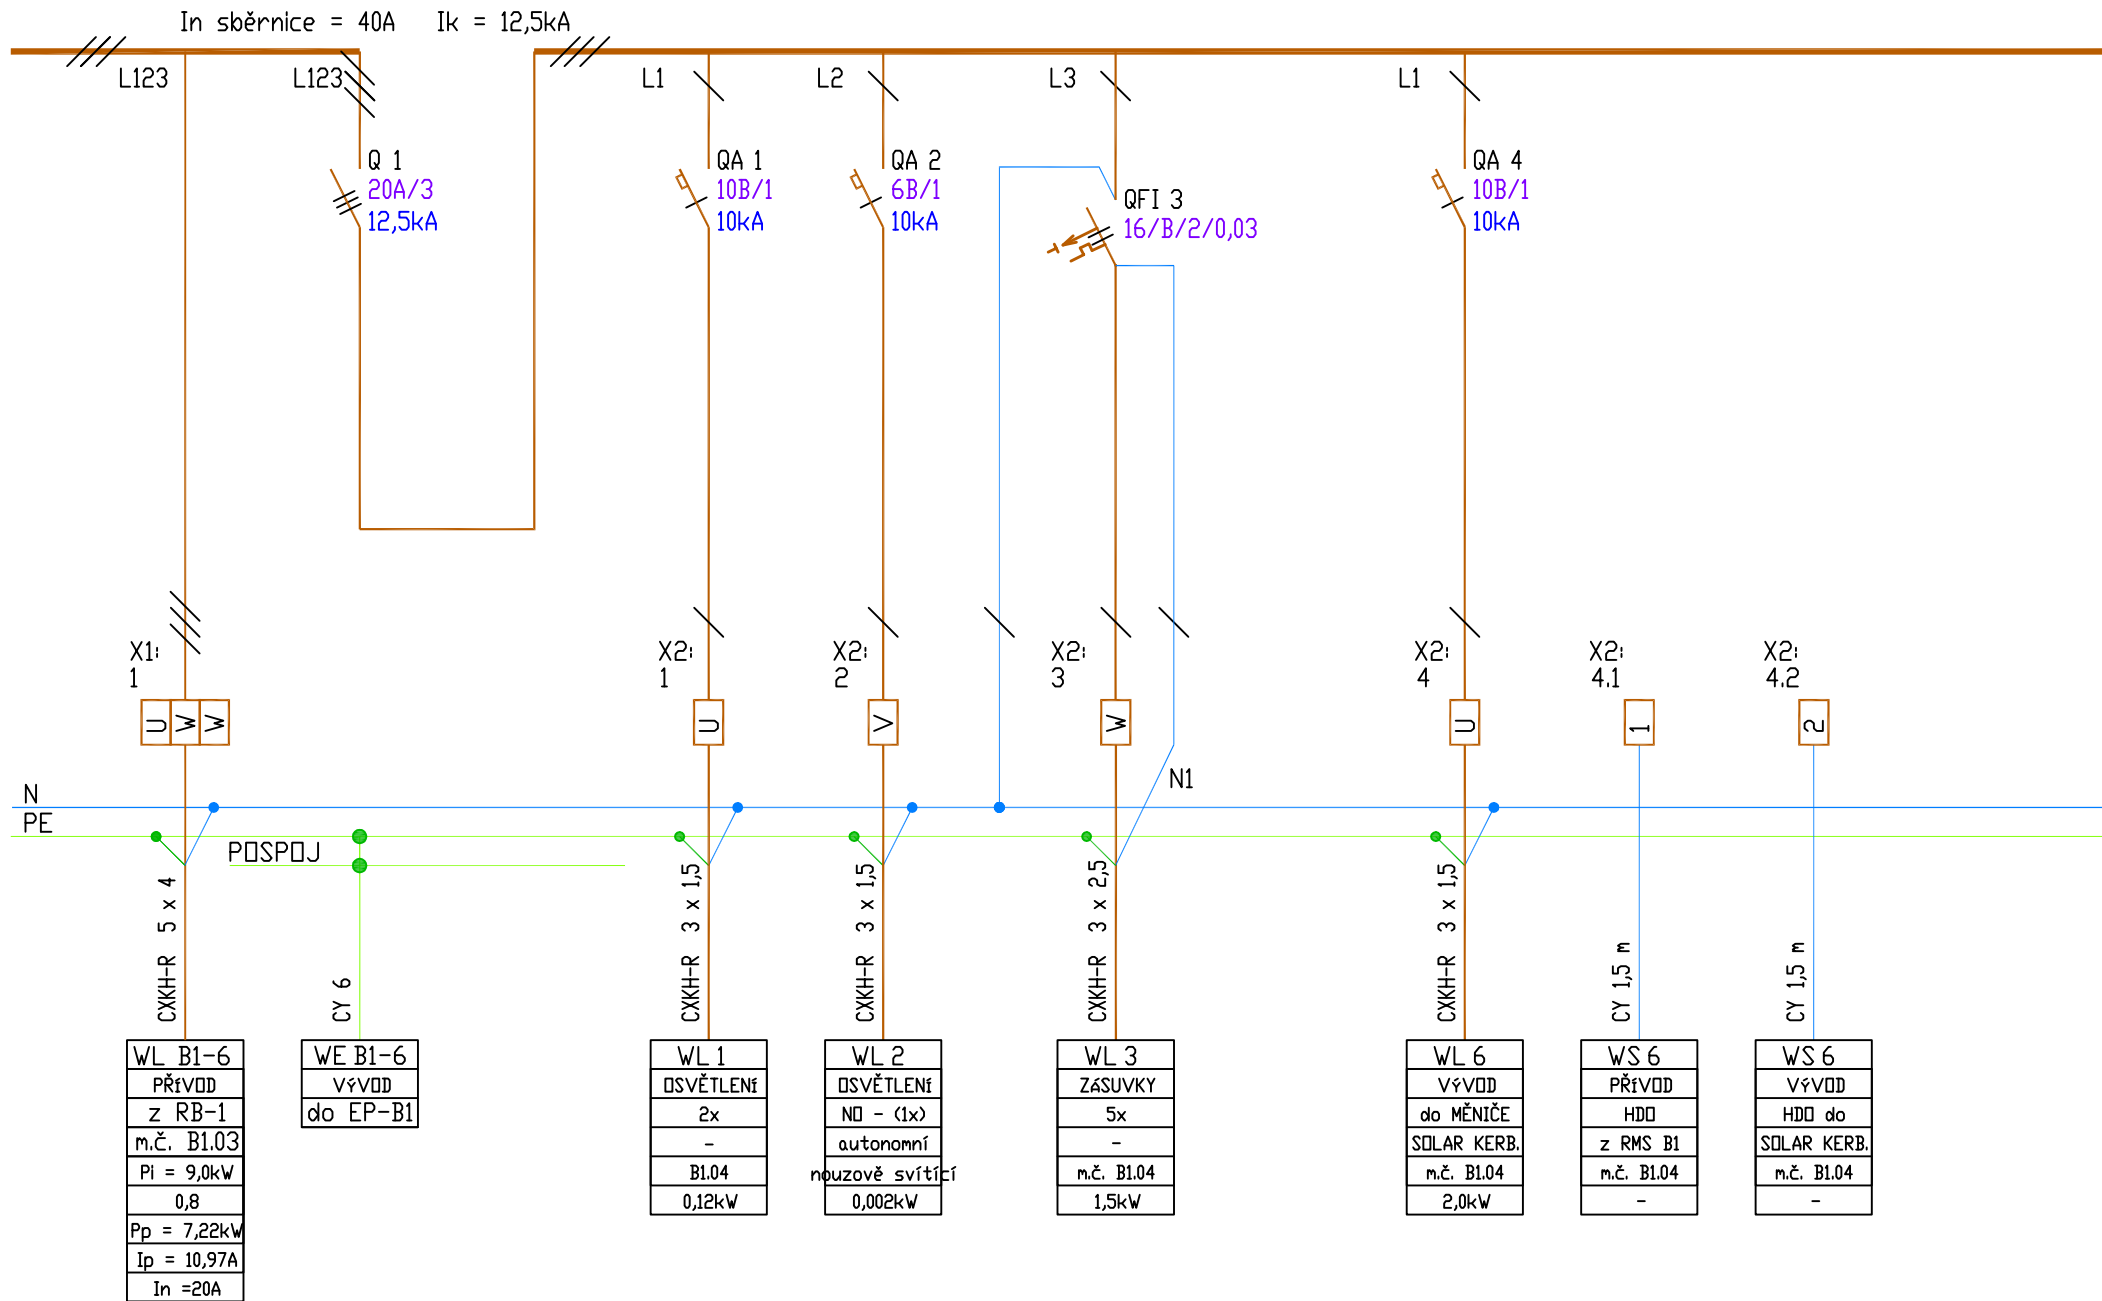 In sběrnice = 40A Ik = 12,5kA
L123
L123
L1
L2
L3
L1
Q 1
20A/3
12,5kA
QA 1
10B/1
10kA
QA 2
6B/1
10kA
QFI 3
16/B/2/0,03
QA 4
10B/1
10kA
X1:
1
X2:
1
X2:
2
X2:
3
X2:
4
X2:
4.1
X2:
4.2
U W W
U
V
W
U
1
2
N1
N
PE
POSPOJ
CXKH-R 5 x 4
CY 6
CXKH-R 3 x 1,5
CXKH-R 3 x 1,5
CXKH-R 3 x 2,5
CXKH-R 3 x 1,5
CY 1,5 m
CY 1,5 m
WL B1-6
PŘÍVOD
z RB-1
m.č. B1.03
Pi = 9,0kW
0,8
Pp = 7,22kW
Ip = 10,97A
In =20A
WE B1-6
VÝVOD
do EP-B1
WL 1
OSVĚTLENÍ
2x
-
B1.04
0,12kW
WL 2
OSVĚTLENÍ
NO - (1x)
autonomní
nouzově svítící
0,002kW
WL 3
ZÁSUVKY
5x
-
m.č. B1.04
1,5kW
WL 6
VÝVOD
do MĚNIČE
SOLAR KERB.
m.č. B1.04
2,0kW
WS 6
PŘÍVOD
HDO
z RMS B1
m.č. B1.04
-
WS 6
VÝVOD
HDO do
SOLAR KERB.
m.č. B1.04
-